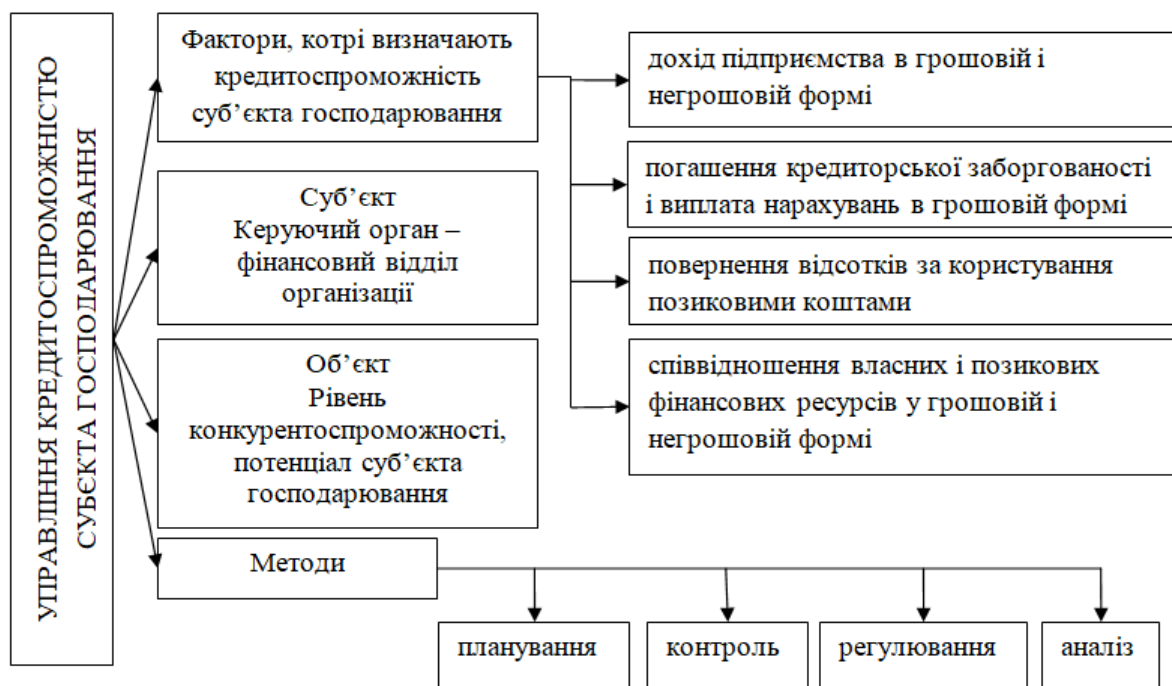 УПРАВЛІННЯ КРЕДИТОСПРОМОЖНІСТЮ
СУБЄКТА ГОСПОДАРЮВАННЯ
Фактори, котрі визначають
кредитоспроможність
суб’єкта господарювання
дохід підприємства в грошовій і
негрошовій формі
погашення кредиторської заборгованості
і виплата нарахувань в грошовій формі
повернення відсотків за користування
позиковими коштами
співвідношення власних і позикових
фінансових ресурсів у грошовій і
негрошовій формі
Суб’єкт
Керуючий орган –
фінансовий відділ
організації
Об’єкт
Рівень
конкурентоспроможності,
потенціал суб’єкта
господарювання
Методи
планування
контроль
регулювання
аналіз